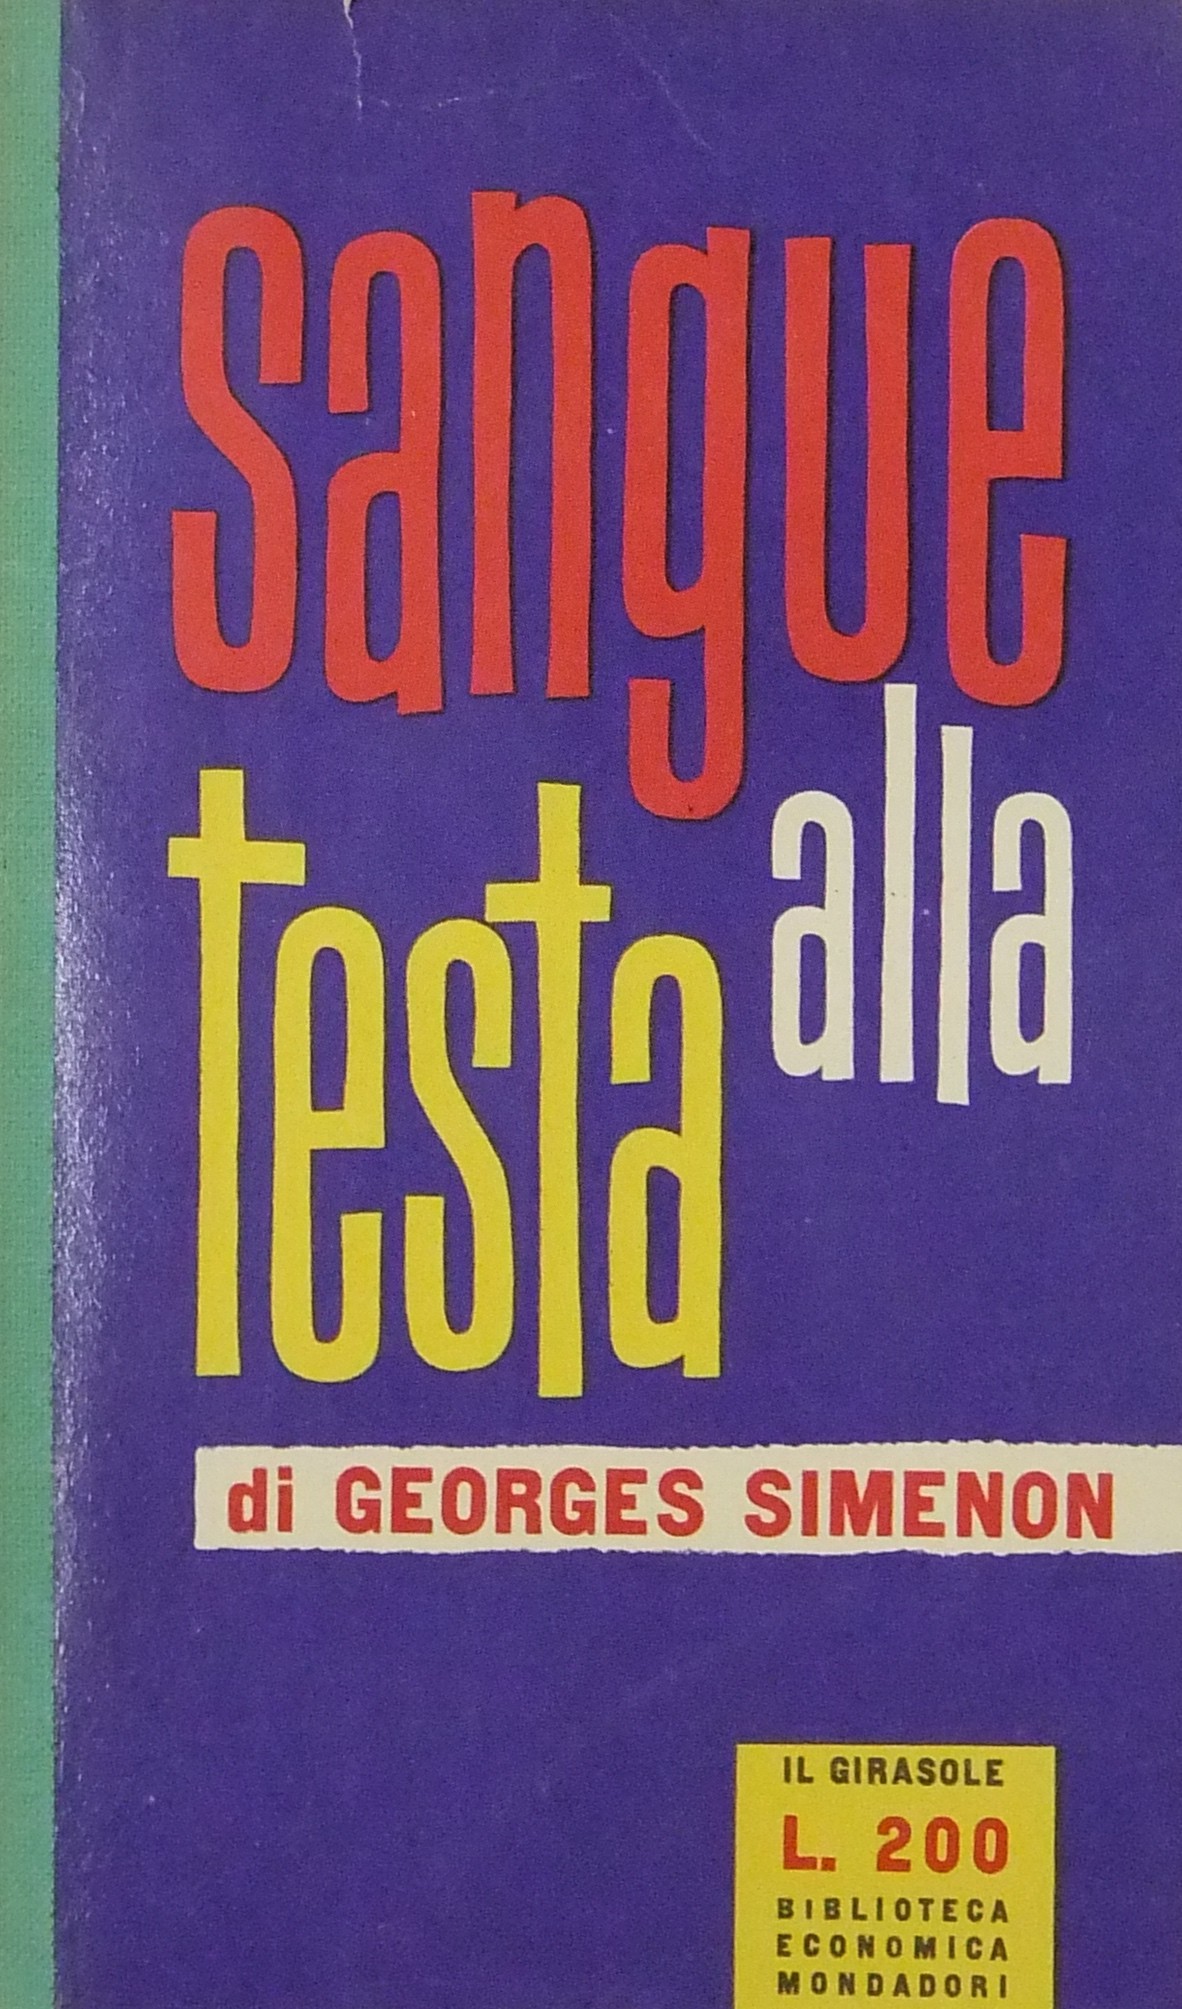 sangue
alla
testa
di GEORGES SIMENON
IL GIRASOLE
L. 200
BIBLIOTECA
ECONOMICA
MONDADORI